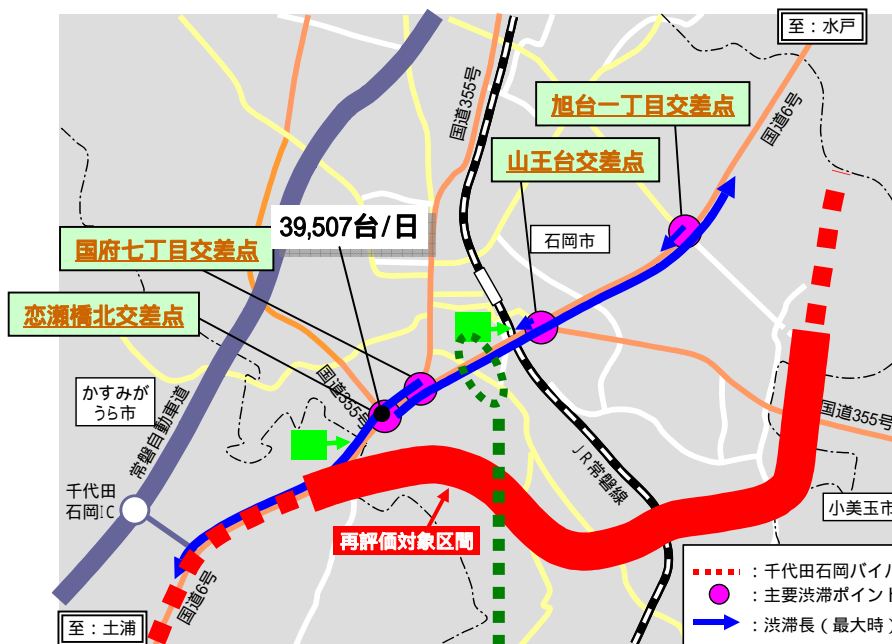 至：水戸
国道355号
旭台一丁目交差点
国道6号
山王台交差点
39,507台/日
石岡市
国府七丁目交差点
恋瀬橋北交差点
国道355号
かすみが
うら市
常磐自動車道
国道355号
JR常磐線
千代田
石岡IC
小美玉市
再評価対象区間
国道6号
至：土浦
：千代田石岡バイパ
：主要渋滞ポイント
：渋滞長（最大時